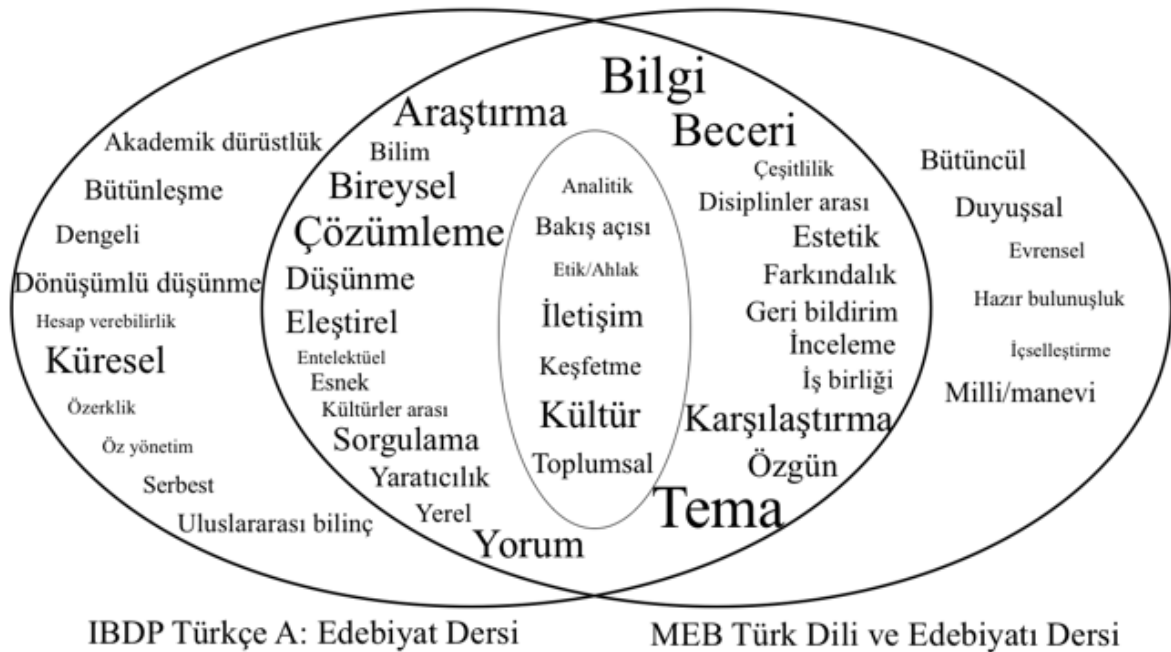 Akademik dürüstlük
Bütünleşme
Dengeli
Dönüşümlü düşünme
Hesap verebilirlik
Küresel
Özerklik
Öz yönetim
Serbest
Uluslararası bilinç
Araştırma
Bilim
Bireysel
Çözümleme
Düşünme
Eleştirel
Entelektüel
Esnek
Kültürler arası
Sorgulama
Yaratıcılık
Yerel
Yorum
Analitik
Bakış açısı
Etik/Ahlak
İletişim
Keşfetme
Kültür
Toplumsal
Bilgi
Beceri
Çeşitlilik
Disiplinler arası
Estetik
Farkındalık
Geri bildirim
İnceleme
İş birliği
Karşılaştırma
Özgün
Tema
Bütüncül
Duyuşsal
Evrensel
Hazır bulunuşluk
İçselleştirme
Milli/manevi
IBDP Türkçe A: Edebiyat Dersi
MEB Türk Dili ve Edebiyatı Dersi